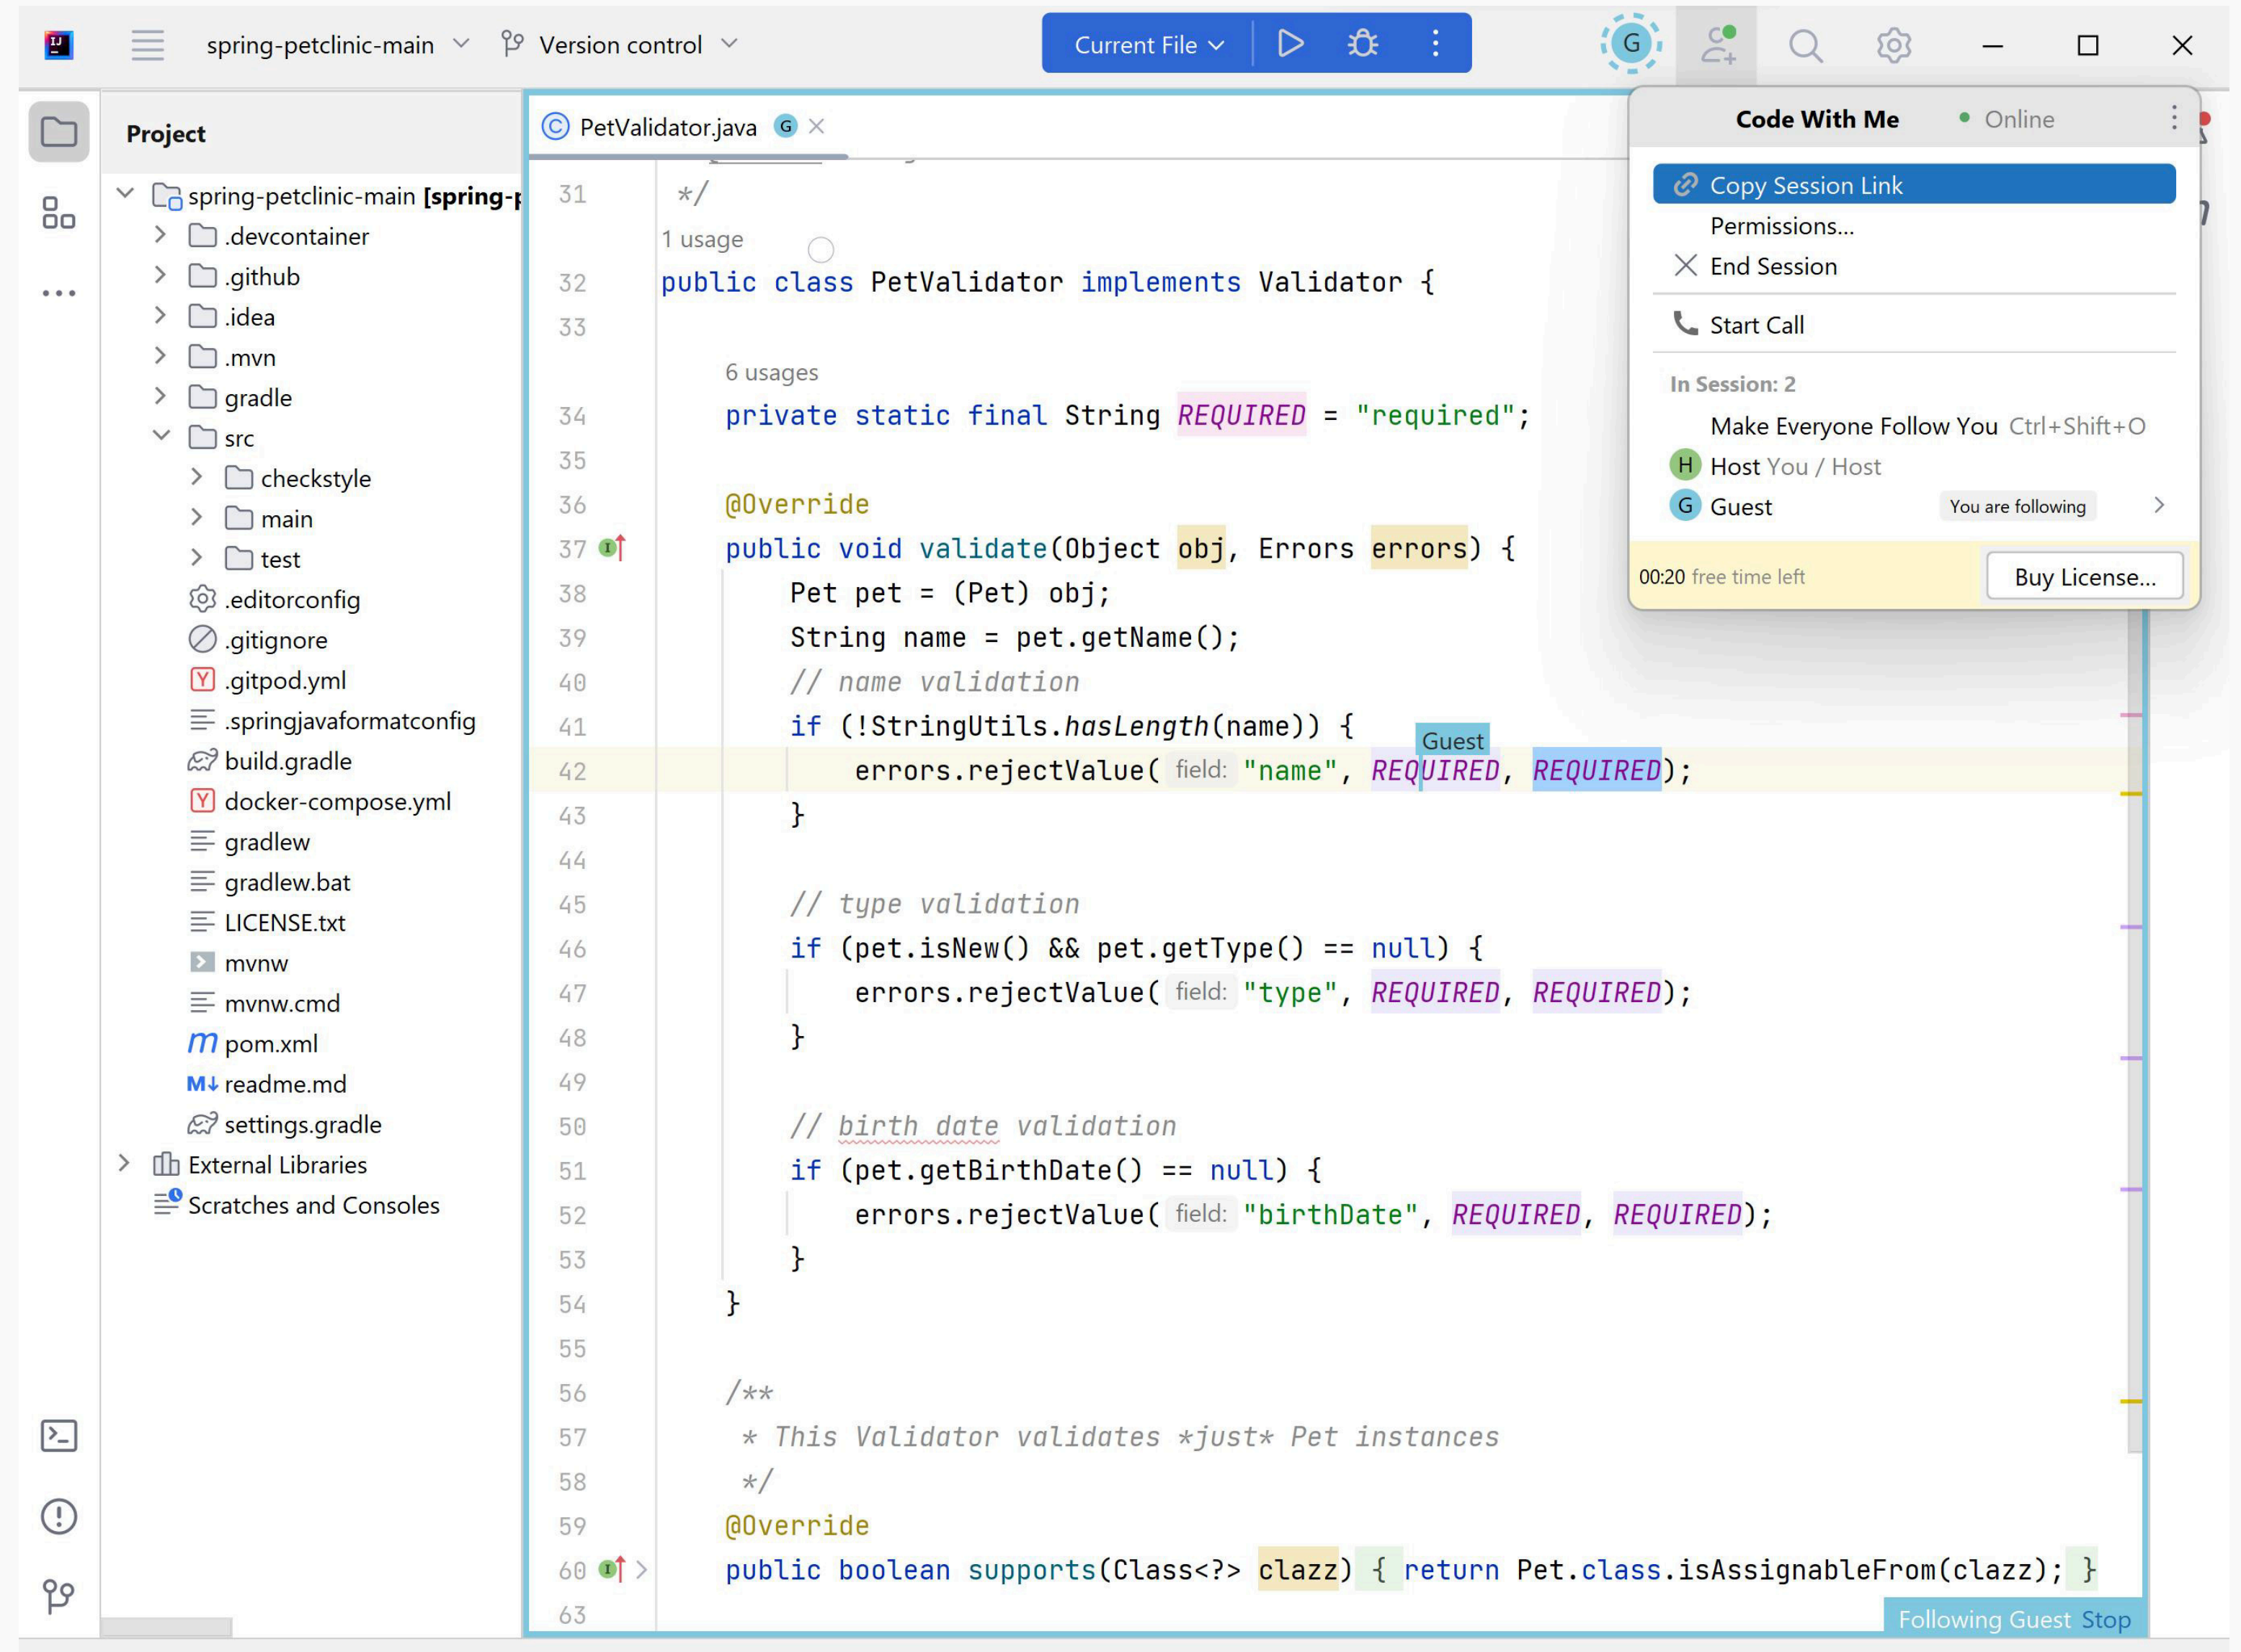 spring-petclinic-main Version control Current File G
Project
spring-petclinic-main [spring-p
.devcontainer
.github
.idea
.mvn
gradle
src
checkstyle
main
test
.editorconfig
.gitignore
.gitpod.yml
.springjavaformatconfig
build.gradle
docker-compose.yml
gradlew
gradlew.bat
LICENSE.txt
mvnw
mvnw.cmd
pom.xml
readme.md
settings.gradle
External Libraries
Scratches and Consoles
PetValidator.java G
31 */
1 usage
32 public class PetValidator implements Validator {
33
6 usages
34 private static final String REQUIRED = "required";
35
36 @Override
37 public void validate(Object obj, Errors errors) {
38 Pet pet = (Pet) obj;
39 String name = pet.getName();
40 // name validation
41 if (!StringUtils.hasLength(name)) {
Guest
42 errors.rejectValue( field: "name", REQUIRED, REQUIRED);
43 }
44
45 // type validation
46 if (pet.isNew() && pet.getType() == null) {
47 errors.rejectValue( field: "type", REQUIRED, REQUIRED);
48 }
49
50 // birth date validation
51 if (pet.getBirthDate() == null) {
52 errors.rejectValue( field: "birthDate", REQUIRED, REQUIRED);
53 }
54 }
55
56 /**
57 * This Validator validates *just* Pet instances
58 */
59 @Override
60 public boolean supports(Class<?> clazz) { return Pet.class.isAssignableFrom(clazz); }
63
Following Guest Stop
Code With Me Online
Copy Session Link
Permissions...
End Session
Start Call
In Session: 2
Make Everyone Follow You Ctrl+Shift+O
H Host You / Host
G Guest You are following
00:20 free time left Buy License...